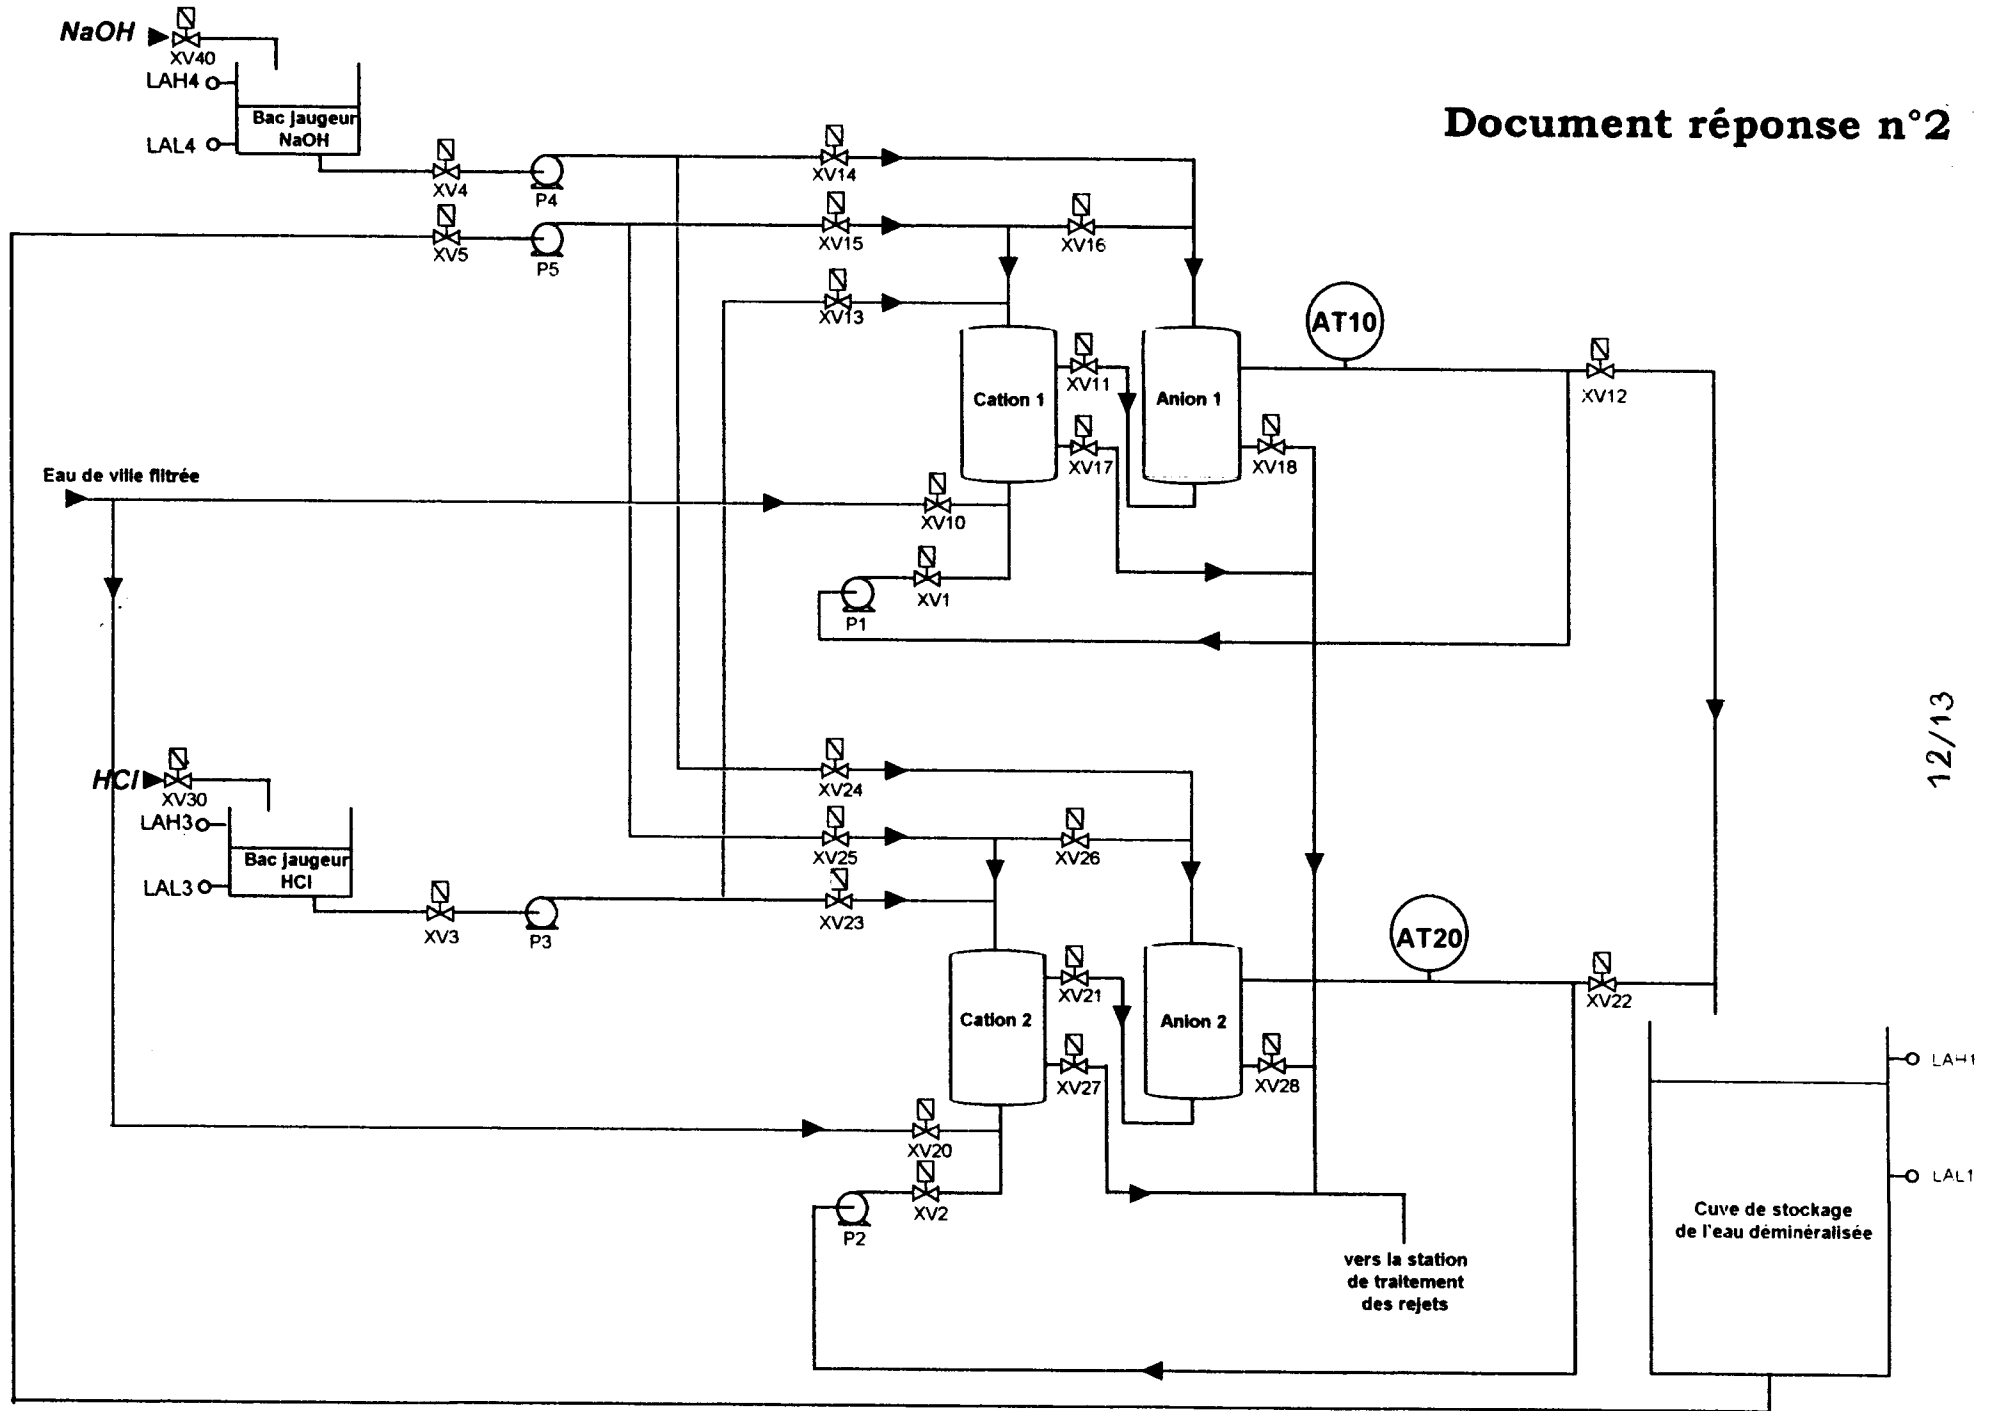 NaOH
XV40
LAH4
Bac jaugeur
NaOH
LAL4
Document réponse n°2
XV4
P4
XV14
XV5
P5
XV15
XV16
XV13
AT10
XV11
XV12
Cation 1
Anion 1
XV17
XV18
Eau de ville filtrée
XV10
XV1
P1
12/13
HCl
XV30
LAH3
Bac jaugeur
HCl
LAL3
XV3
P3
XV24
XV25
XV26
XV23
AT20
XV21
XV22
Cation 2
Anion 2
XV27
XV28
LAH1
XV20
XV2
P2
LAL1
Cuve de stockage
de l'eau déminéralisée
vers la station
de traitement
des rejets